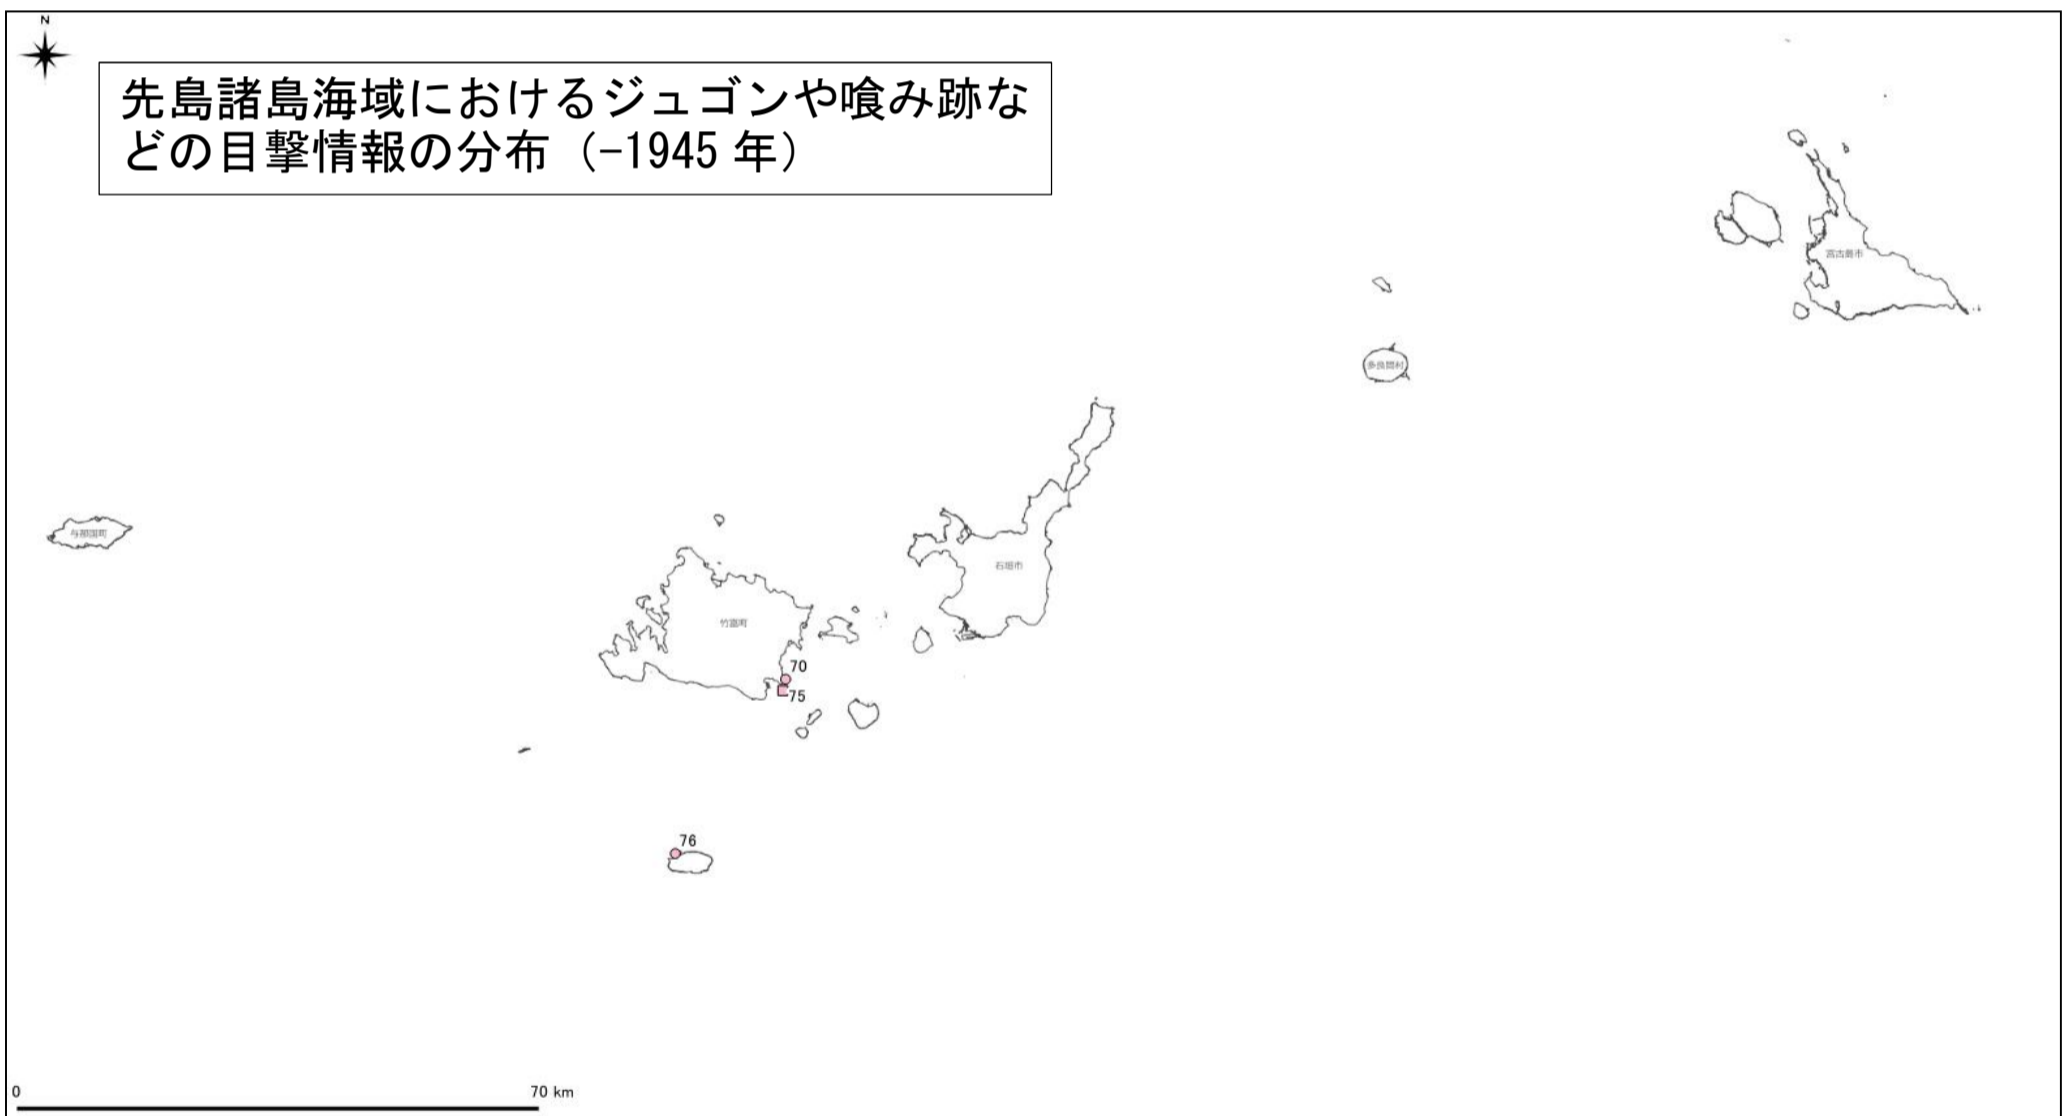 N
先島諸島海域におけるジュゴンや喰み跡な
どの目撃情報の分布（-1945 年）
宮古島市
多良間村
与那国町
石垣市
竹富町
70
75
76
0 70 km